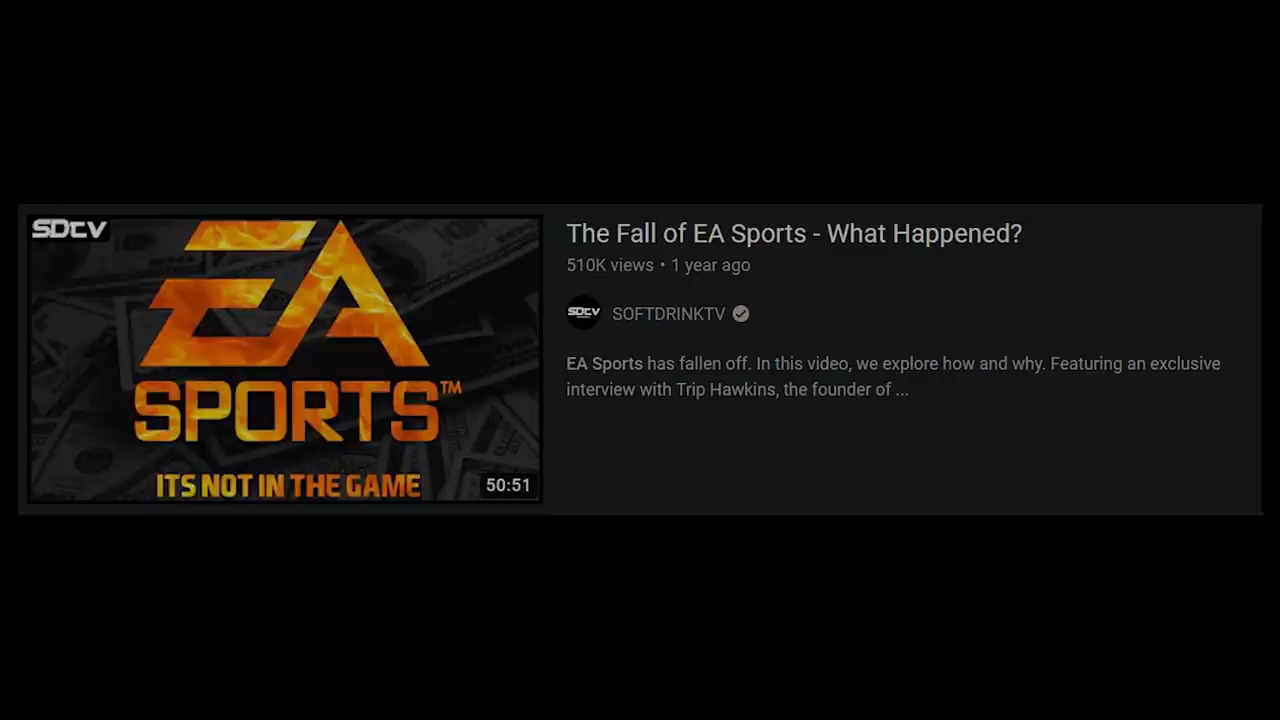 SDTV
EA
SPORTS™
ITS NOT IN THE GAME
50:51
The Fall of EA Sports - What Happened?
510K views • 1 year ago
SDTV
SOFTDRINKTV
EA Sports has fallen off. In this video, we explore how and why. Featuring an exclusive
interview with Trip Hawkins, the founder of ...